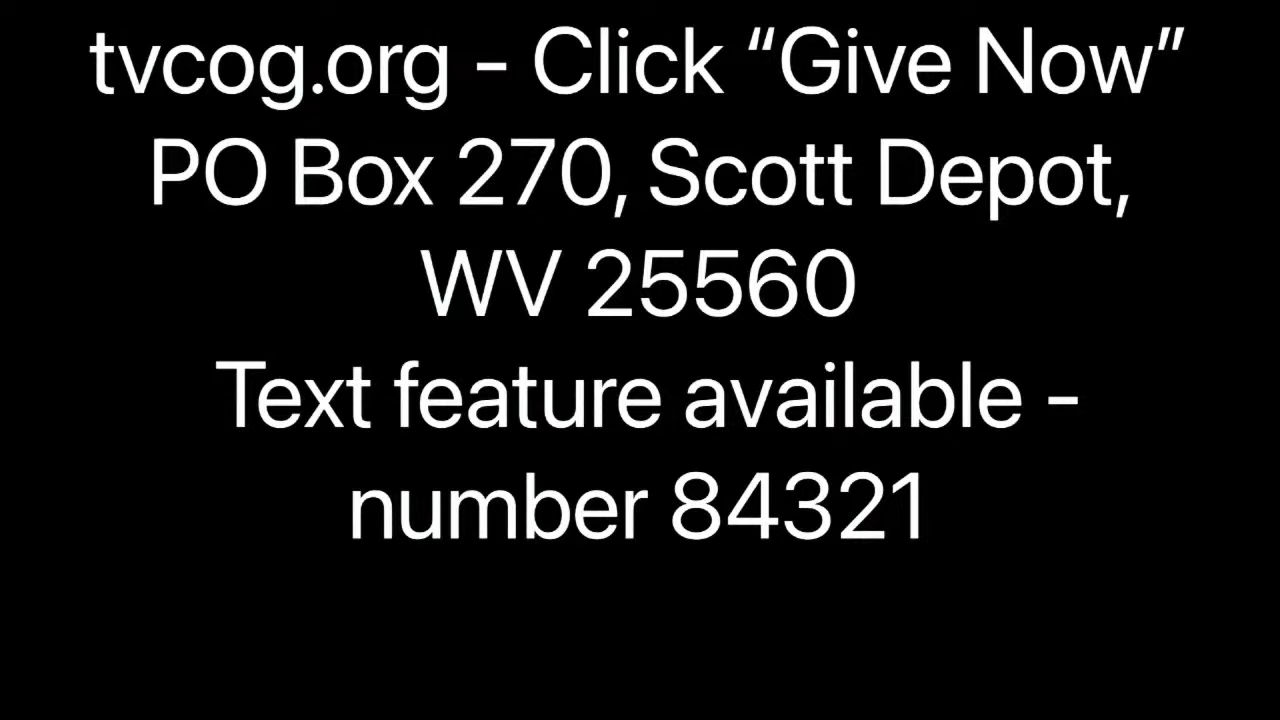 tvcog.org - Click “Give Now”
PO Box 270, Scott Depot,
WV 25560
Text feature available -
number 84321